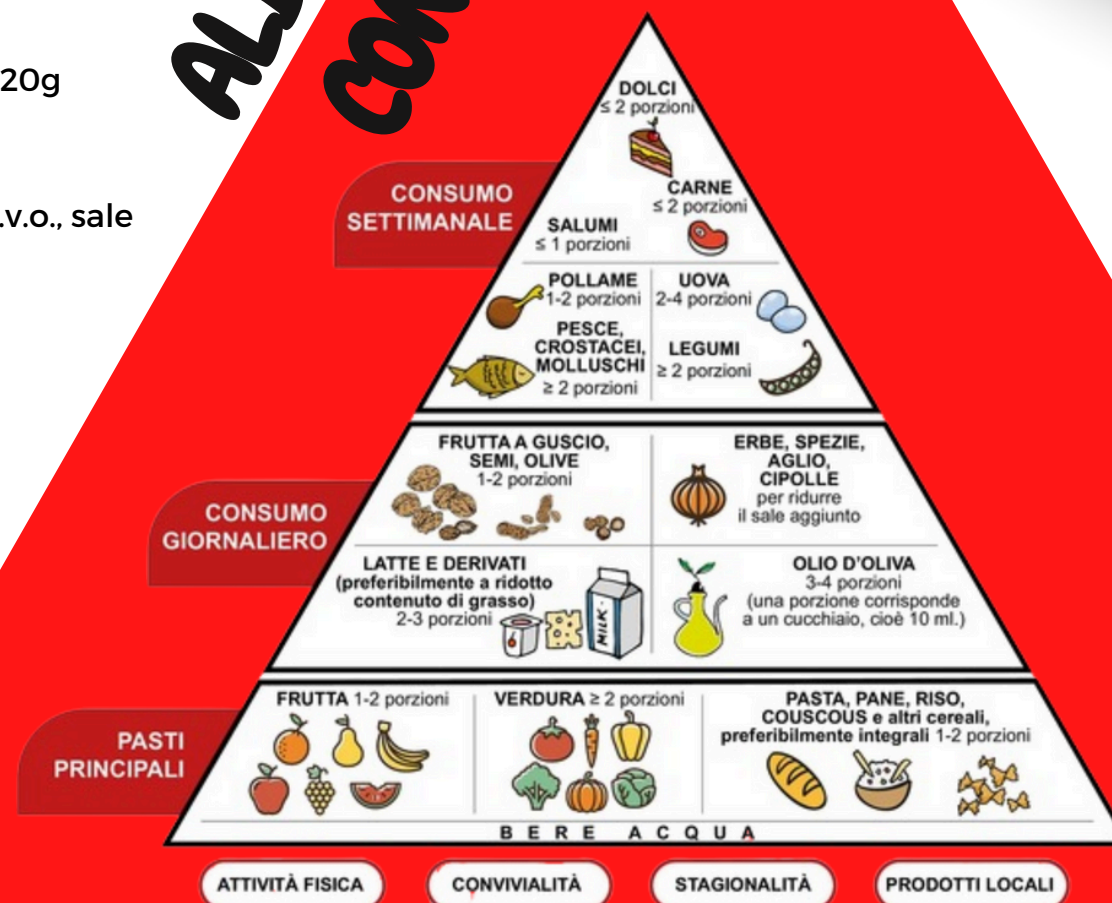 20g
.v.o., sale
AL
CON
CONSUMO
SETTIMANALE
DOLCI
≤ 2 porzioni
CARNE
≤ 2 porzioni
SALUMI
≤ 1 porzioni
POLLAME
1-2 porzioni
UOVA
2-4 porzioni
PESCE,
CROSTACEI,
MOLLUSCHI
≥ 2 porzioni
LEGUMI
≥ 2 porzioni
CONSUMO
GIORNALIERO
FRUTTA A GUSCIO,
SEMI, OLIVE
1-2 porzioni
ERBE, SPEZIE,
AGLIO,
CIPOLLE
per ridurre
il sale aggiunto
LATTE E DERIVATI
(preferibilmente a ridotto
contenuto di grasso)
2-3 porzioni
MILK
OLIO D'OLIVA
3-4 porzioni
(una porzione corrisponde
a un cucchiaio, cioè 10 ml.)
PASTI
PRINCIPALI
FRUTTA 1-2 porzioni
VERDURA ≥ 2 porzioni
PASTA, PANE, RISO,
COUSCOUS e altri cereali,
preferibilmente integrali 1-2 porzioni
BERE ACQUA
ATTIVITÀ FISICA
CONVIVIALITÀ
STAGIONALITÀ
PRODOTTI LOCALI